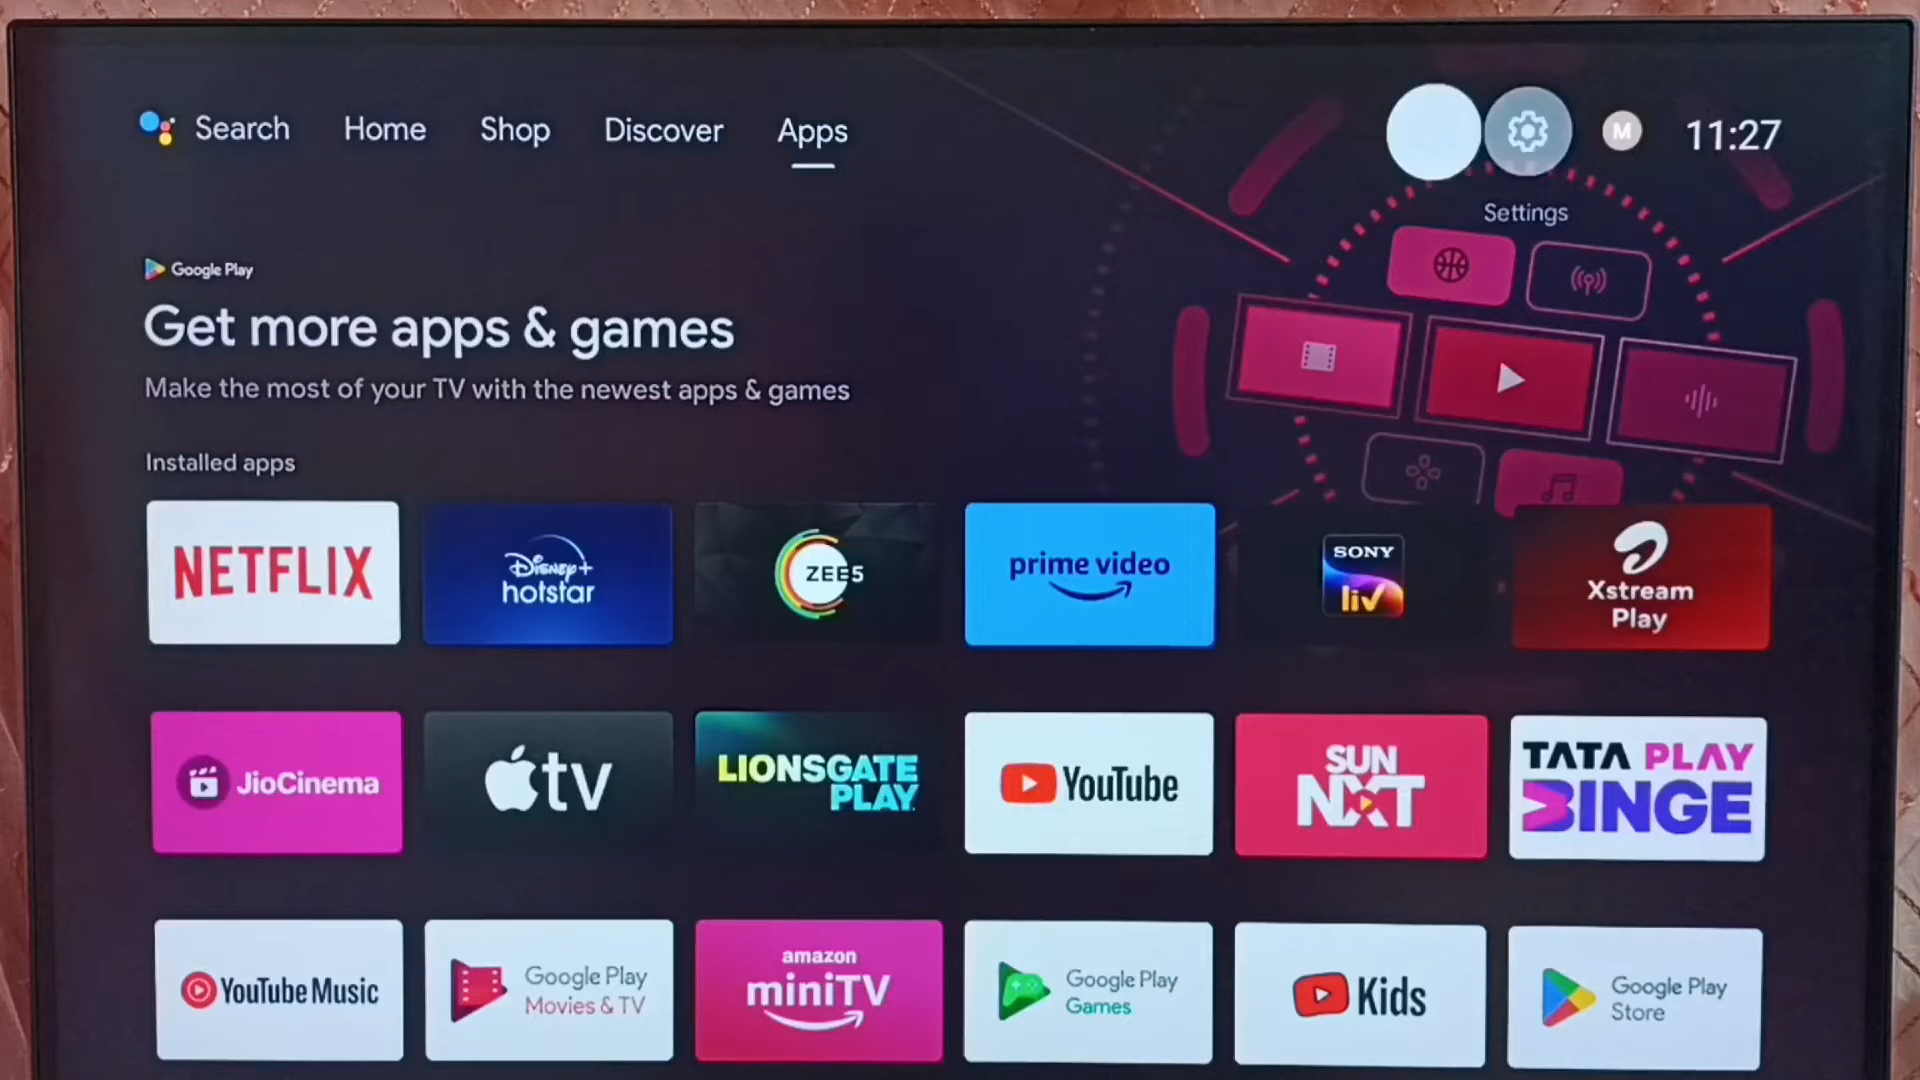 Search Home Shop Discover Apps
M 11:27
Settings
Google Play
Get more apps & games
Make the most of your TV with the newest apps & games
Installed apps
NETFLIX
Disney+
hotstar
ZEE5
prime video
SONY
liv
Xstream
Play
JioCinema
tv
LIONSGATE
PLAY
YouTube
SUN
NXT
TATA PLAY
BINGE
YouTube Music
Google Play
Movies & TV
amazon
miniTV
Google Play
Games
Kids
Google Play
Store